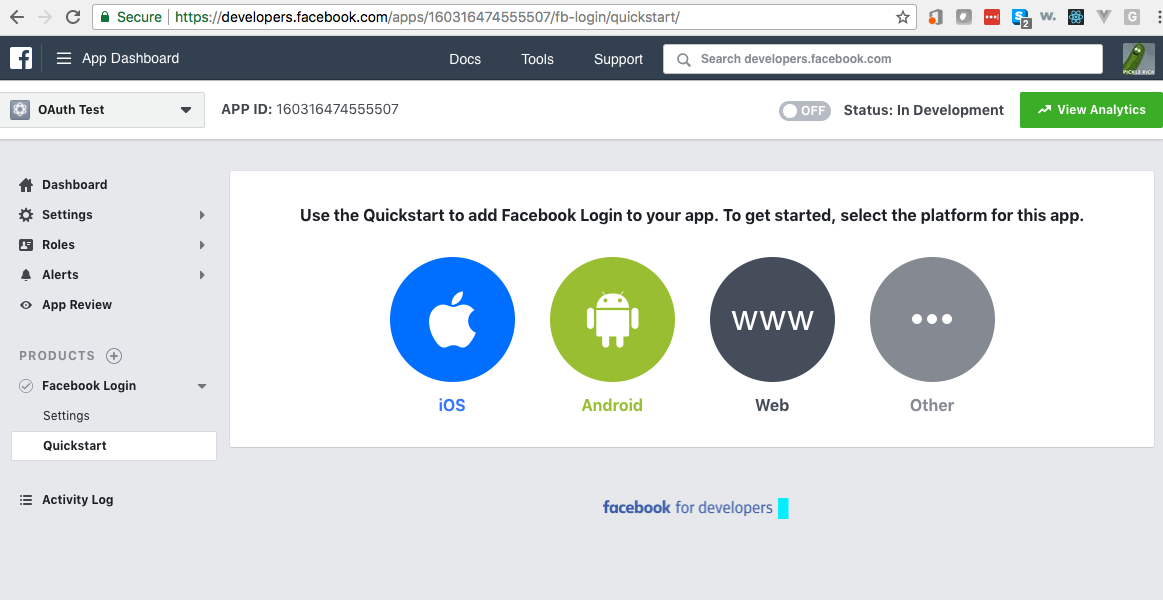 Secure https://developers.facebook.com/apps/160316474555507/fb-login/quickstart/
2
w.
G
f App Dashboard Docs Tools Support Search developers.facebook.com
PICKLE RICK
OAuth Test APP ID: 160316474555507 OFF Status: In Development View Analytics
Dashboard
Settings
Roles
Alerts
App Review
PRODUCTS
Facebook Login
Settings
Quickstart
Activity Log
Use the Quickstart to add Facebook Login to your app. To get started, select the platform for this app.
WWW
iOS Android Web Other
facebook for developers